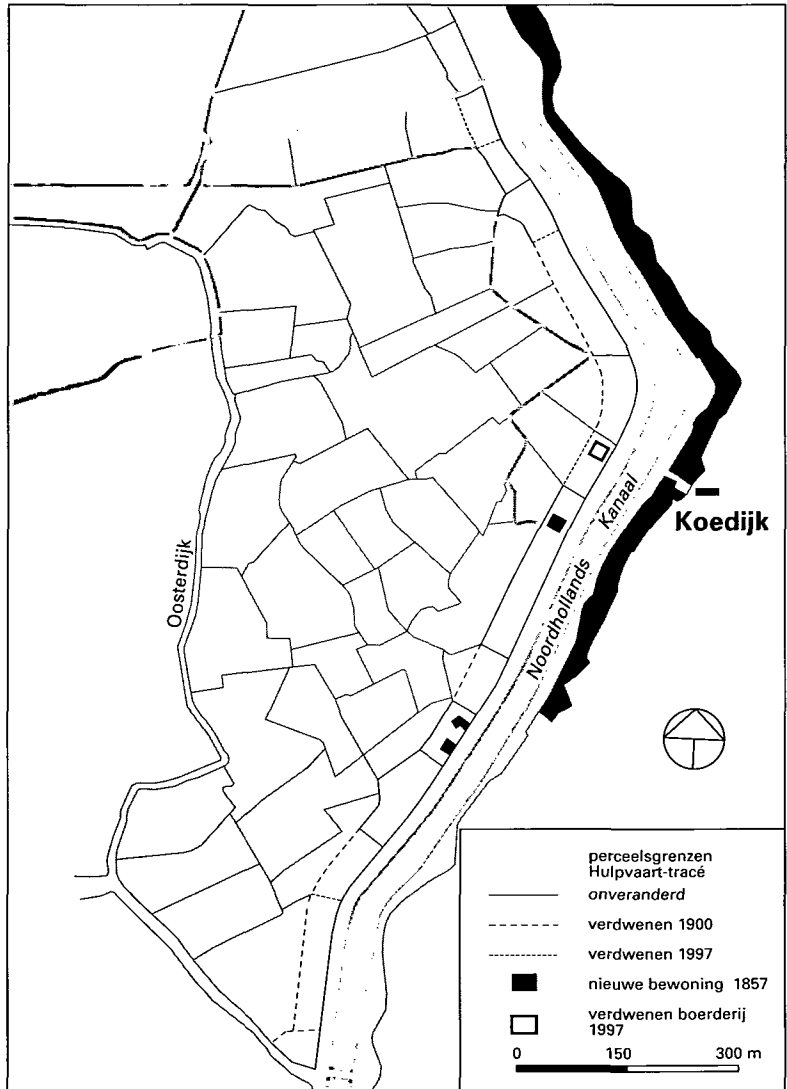 Oosterdijk
Noordhollands Kanaal
Koedijk
perceelsgrenzen
Hulpvaart-tracé
onveranderd
verdwenen 1900
verdwenen 1997
nieuwe bewoning 1857
verdwenen boerderij
1997
0 150 300 m